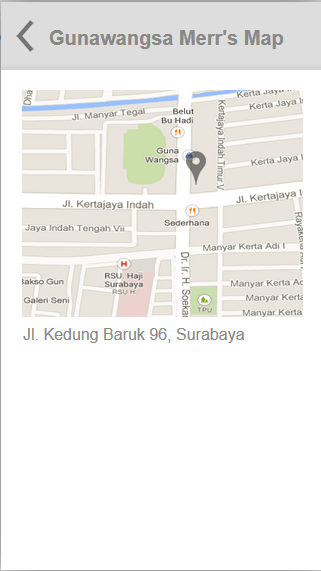 Gunawangsa Merr's Map
Dha
Kerta Jaya
Jl. Manyar Tegal
Belut
Bu Hadi
Kertajaya Indah Timur V
Guna
Wangsa
Kerta Jaya I
Kertajaya I
Jl. Kertajaya Indah
Sederhana
Jaya Indah Tengah Vii
Manyar Kerta Adi I
H
RSU. Haji
Surabaya
RSU H
Bakso Gun
Galeri Seni
Dr. Ir. H. Soeka
Manyar Kerta
TPU
Manyar Kerta
Manyar Kerta
Jl. Kedung Baruk 96, Surabaya